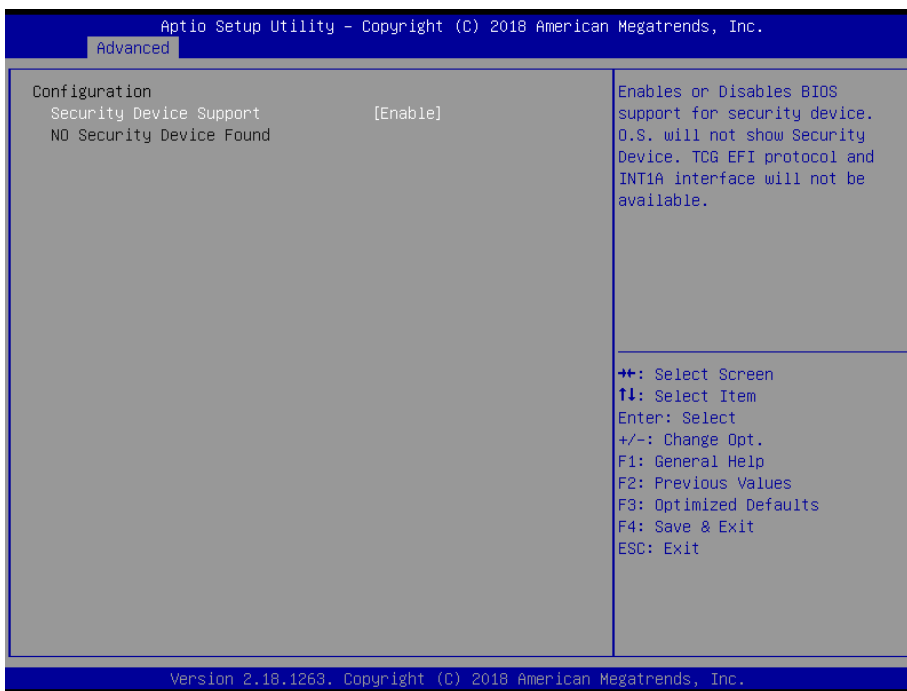 Aptio Setup Utility – Copyright (C) 2018 American Megatrends, Inc.
Advanced
Configuration
Security Device Support [Enable]
NO Security Device Found
Enables or Disables BIOS
support for security device.
O.S. will not show Security
Device. TCG EFI protocol and
INT1A interface will not be
available.
→←: Select Screen
↑↓: Select Item
Enter: Select
+/-: Change Opt.
F1: General Help
F2: Previous Values
F3: Optimized Defaults
F4: Save & Exit
ESC: Exit
Version 2.18.1263. Copyright (C) 2018 American Megatrends, Inc.